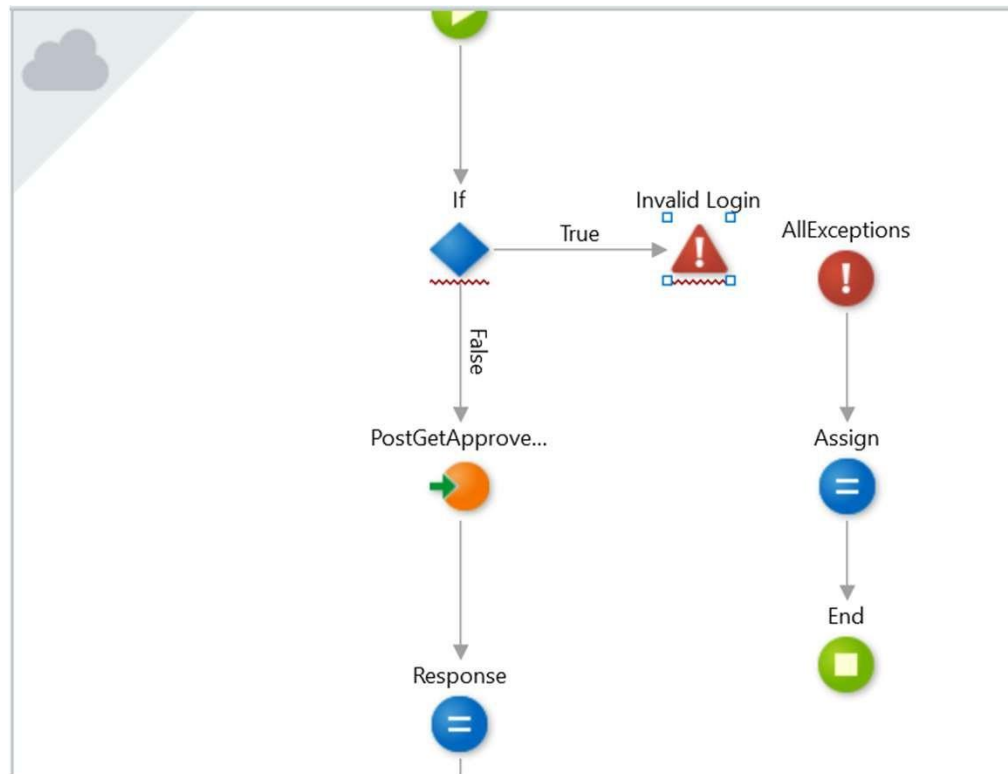 If
True
Invalid Login
AllExceptions
False
PostGetApprove...
Assign
End
Response